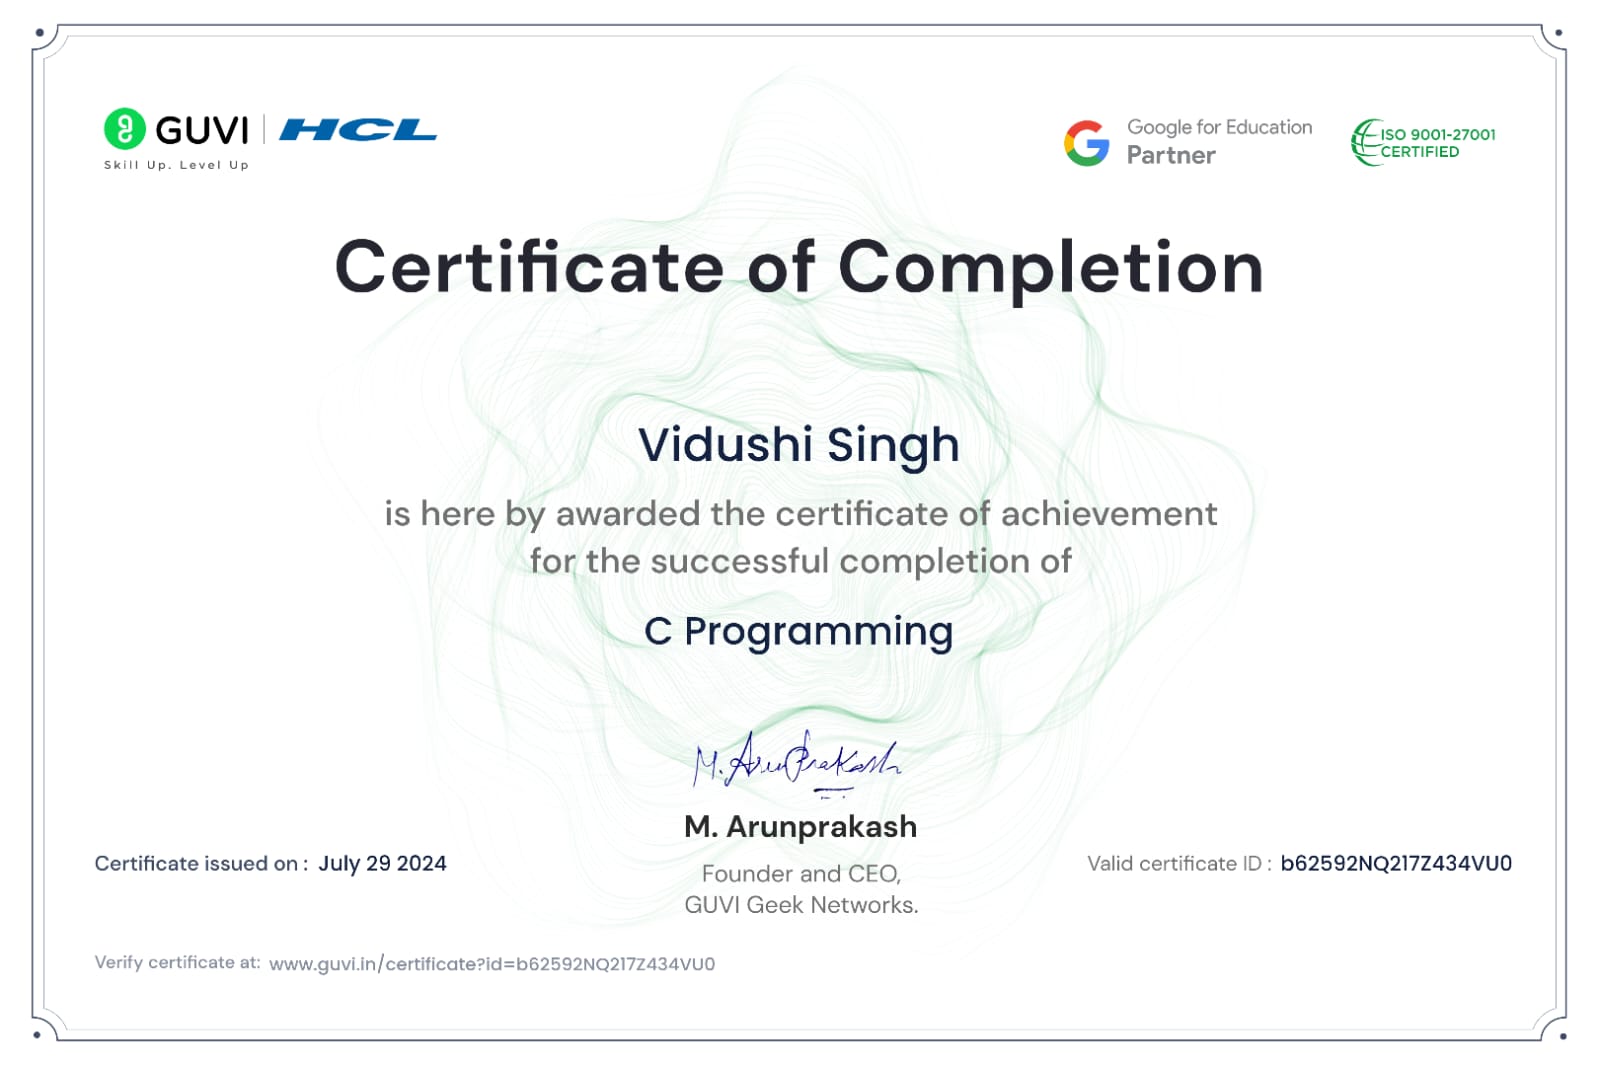 GUVI | HCL
Skill Up. Level Up
Google for Education
Partner
ISO 9001-27001
CERTIFIED
Certificate of Completion
Vidushi Singh
is here by awarded the certificate of achievement
for the successful completion of
C Programming
M. ArunPrakash
M. Arunprakash
Founder and CEO,
GUVI Geek Networks.
Certificate issued on : July 29 2024
Valid certificate ID : b62592NQ217Z434VU0
Verify certificate at: www.guvi.in/certificate?id=b62592NQ217Z434VU0